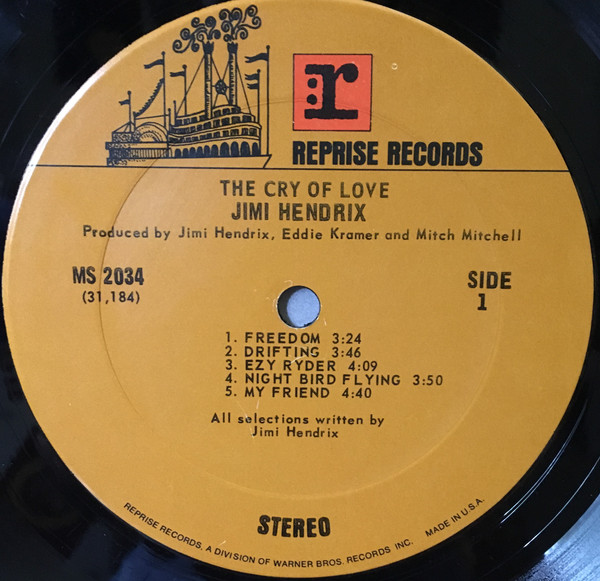 r
REPRISE RECORDS
THE CRY OF LOVE
JIMI HENDRIX
Produced by Jimi Hendrix, Eddie Kramer and Mitch Mitchell
MS 2034
(31,184)
SIDE
1
1. FREEDOM 3:24
2. DRIFTING 3:46
3. EZY RYDER 4:09
4. NIGHT BIRD FLYING 3:50
5. MY FRIEND 4:40
All selections written by
Jimi Hendrix
STEREO
REPRISE RECORDS, A DIVISION OF WARNER BROS. RECORDS INC. MADE IN U.S.A.